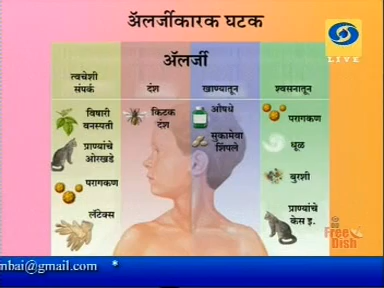 ॲलर्जीकारक घटक
LIVE
ॲलर्जी
त्वचेशी
संपर्क
दंश
खाण्यातून
श्वसनातून
विषारी
वनस्पती
प्राण्यांचे
ओरखडे
परागकण
लॅटेक्स
किटक
दंश
औषधे
सुकामेवा
शिंपले
परागकण
धूळ
बुरशी
प्राण्यांचे
केस इ.
Free
Dish
mbai@gmail.com *